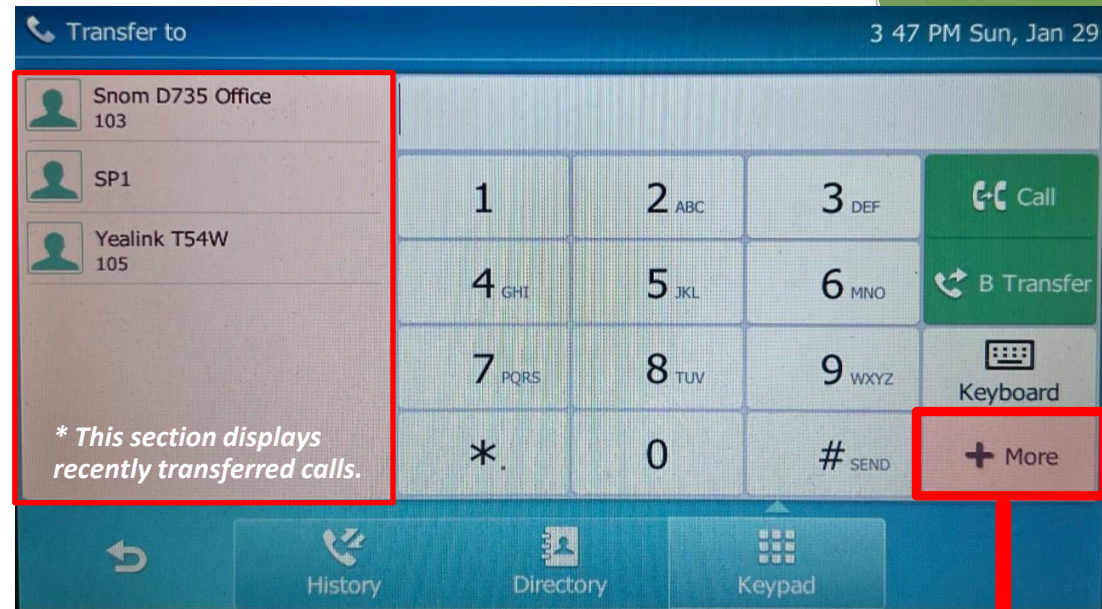 Transfer to
3 47 PM Sun, Jan 29
Snom D735 Office
103
SP1
Yealink T54W
105
* This section displays
recently transferred calls.
1
2 ABC
3 DEF
Call
4 GHI
5 JKL
6 MNO
B Transfer
7 PQRS
8 TUV
9 WXYZ
Keyboard
*.
0
# SEND
+ More
History
Directory
Keypad